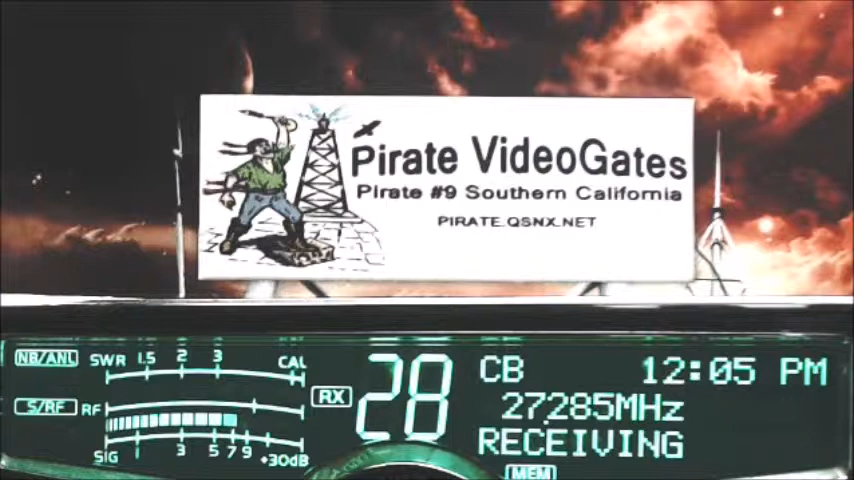 Pirate VideoGates
Pirate #9 Southern California
PIRATE.QSNX.NET
NB/ANL SWR 1.5 2 3 CAL
28 CB 12:05 PM
S/RF RF RX 27.285MHz
RECEIVING
SIG 3 5 7 9 +30dB
MEM